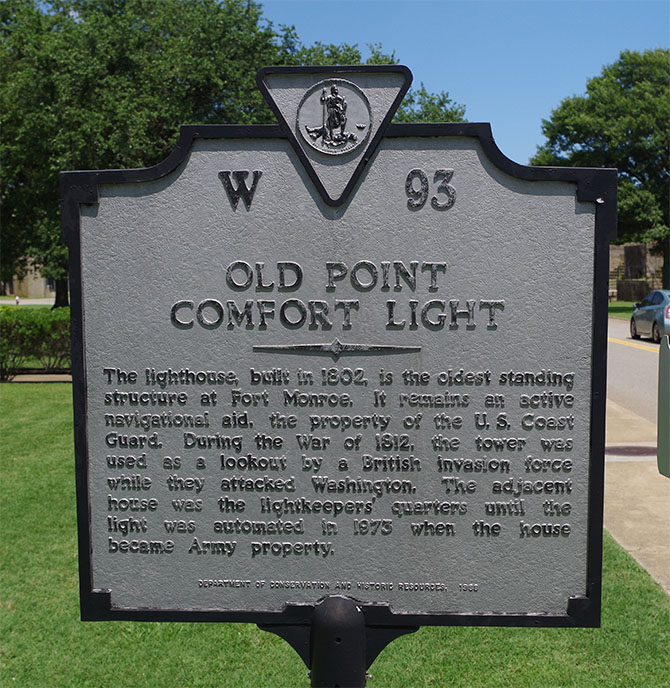 W 93
OLD POINT
COMFORT LIGHT
The lighthouse, built in 1802, is the oldest standing
structure at Fort Monroe. It remains an active
navigational aid, the property of the U. S. Coast
Guard. During the War of 1812, the tower was
used as a lookout by a British invasion force
while they attacked Washington. The adjacent
house was the lightkeepers' quarters until the
light was automated in 1973 when the house
became Army property.
DEPARTMENT OF CONSERVATION AND HISTORIC RESOURCES,